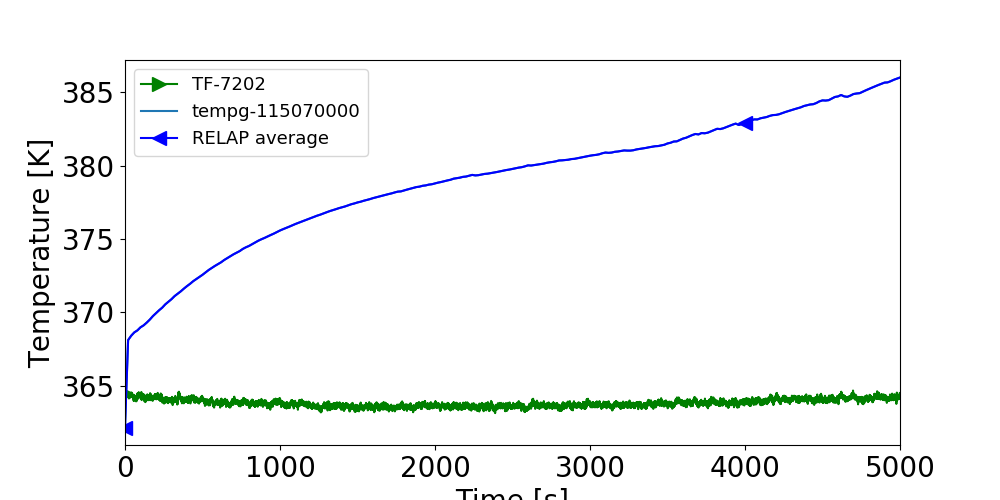 TF-7202
tempg-115070000
RELAP average
Temperature [K]
385
380
375
370
365
0 1000 2000 3000 4000 5000
Time [s]